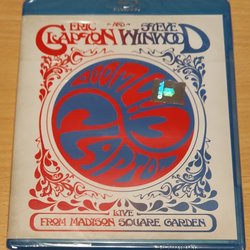 ERIC AND STEVE
CLAPTON WINWOOD
LIVE
FROM MADISON SQUARE GARDEN